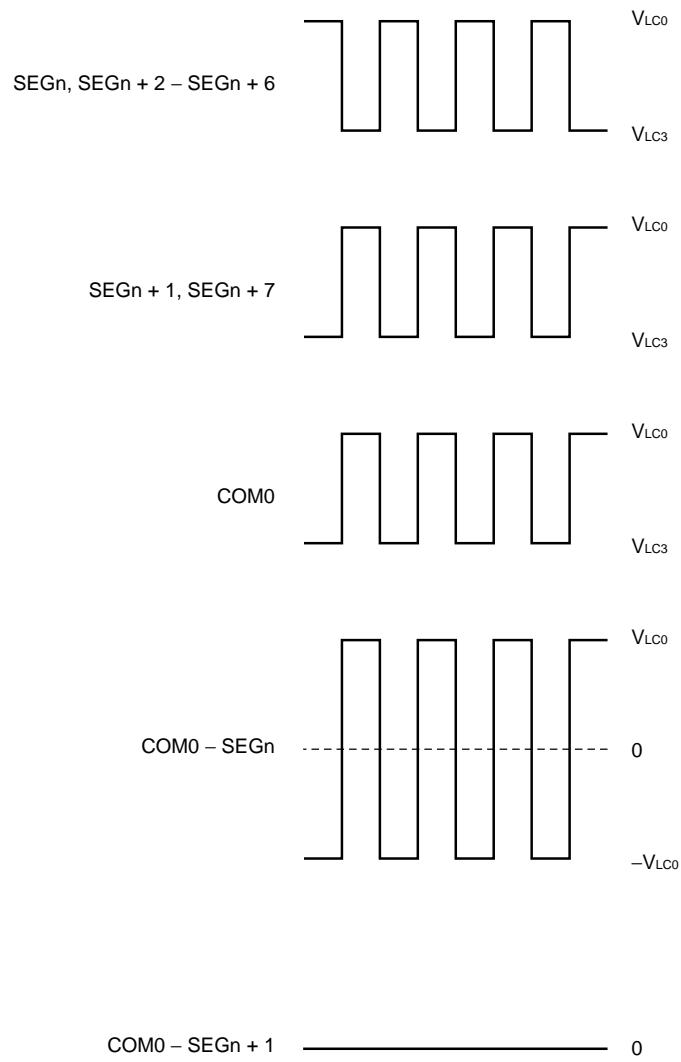 VLC0
SEGn, SEGn + 2 – SEGn + 6
VLC3
VLC0
SEGn + 1, SEGn + 7
VLC3
VLC0
COM0
VLC3
VLC0
COM0 – SEGn
0
–VLC0
COM0 – SEGn + 1
0